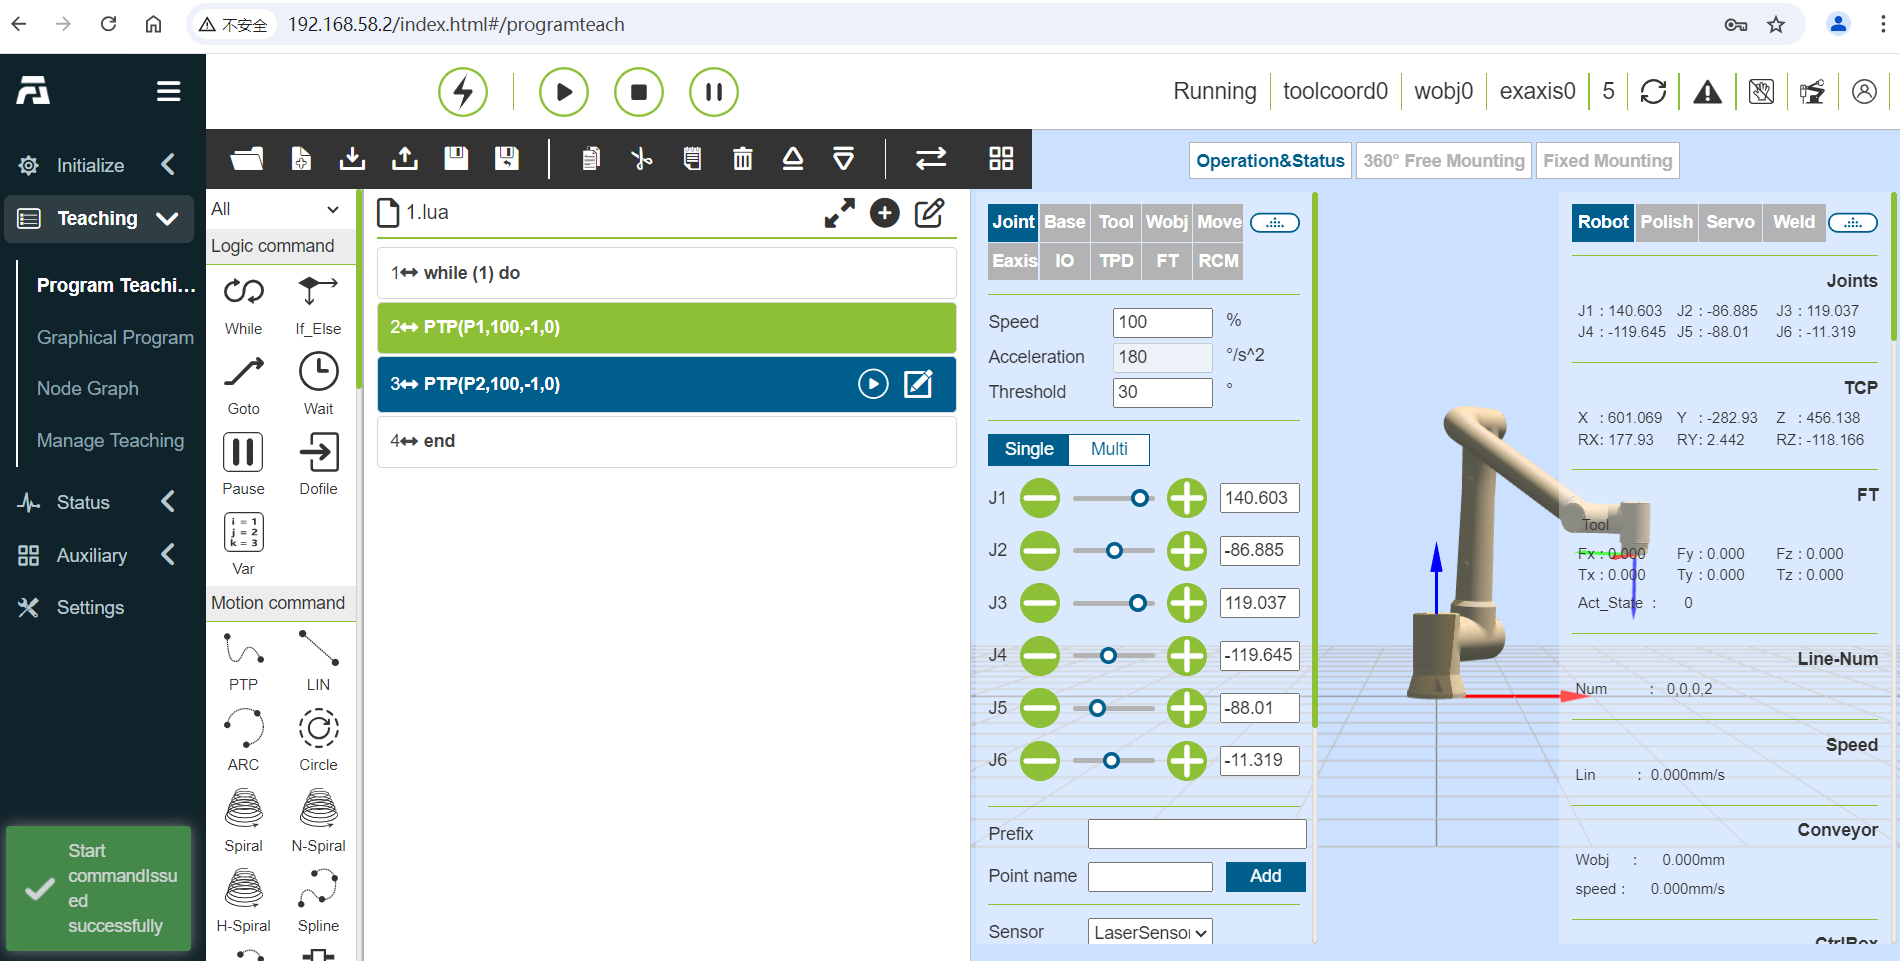 不安全 192.168.58.2/index.html#/programteach
Running toolcoord0 wobj0 exaxis0 5
Initialize
Teaching
Program Teachi...
Graphical Program
Node Graph
Manage Teaching
Status
Auxiliary
Settings
Start
commandIssu
ed
successfully
All
Logic command
While If_Else
Goto Wait
Pause Dofile
i = 1
j = 2
k = 3
Var
Motion command
PTP LIN
ARC Circle
Spiral N-Spiral
H-Spiral Spline
1.lua
1 while (1) do
2 PTP(P1,100,-1,0)
3 PTP(P2,100,-1,0)
4 end
Operation&Status 360° Free Mounting Fixed Mounting
Joint Base Tool Wobj Move
Eaxis IO TPD FT RCM
Speed 100 %
Acceleration 180 °/s^2
Threshold 30 °
Single Multi
J1 140.603
J2 -86.885
J3 119.037
J4 -119.645
J5 -88.01
J6 -11.319
Prefix
Point name Add
Sensor LaserSensor
Robot Polish Servo Weld
Joints
J1 : 140.603 J2 : -86.885 J3 : 119.037
J4 : -119.645 J5 : -88.01 J6 : -11.319
TCP
X : 601.069 Y : -282.93 Z : 456.138
RX: 177.93 RY: 2.442 RZ: -118.166
FT
Tool
Fx : 0.000 Fy : 0.000 Fz : 0.000
Tx : 0.000 Ty : 0.000 Tz : 0.000
Act_State : 0
Line-Num
Num : 0,0,0,2
Speed
Lin : 0.000mm/s
Conveyor
Wobj : 0.000mm
speed : 0.000mm/s
CtrlBox